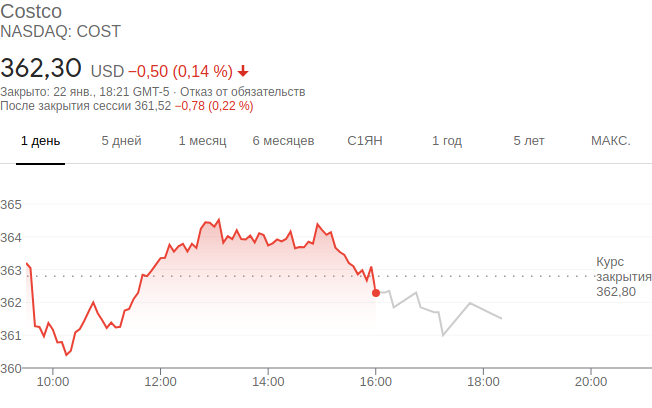 Costco
NASDAQ: COST
362,30 USD −0,50 (0,14 %)
Закрыто: 22 янв., 18:21 GMT-5 · Отказ от обязательств
После закрытия сессии 361,52 −0,78 (0,22 %)
1 день 5 дней 1 месяц 6 месяцев С1ЯН 1 год 5 лет МАКС.
365
364
363
362
361
360
Курс
закрытия
362,80
10:00 12:00 14:00 16:00 18:00 20:00